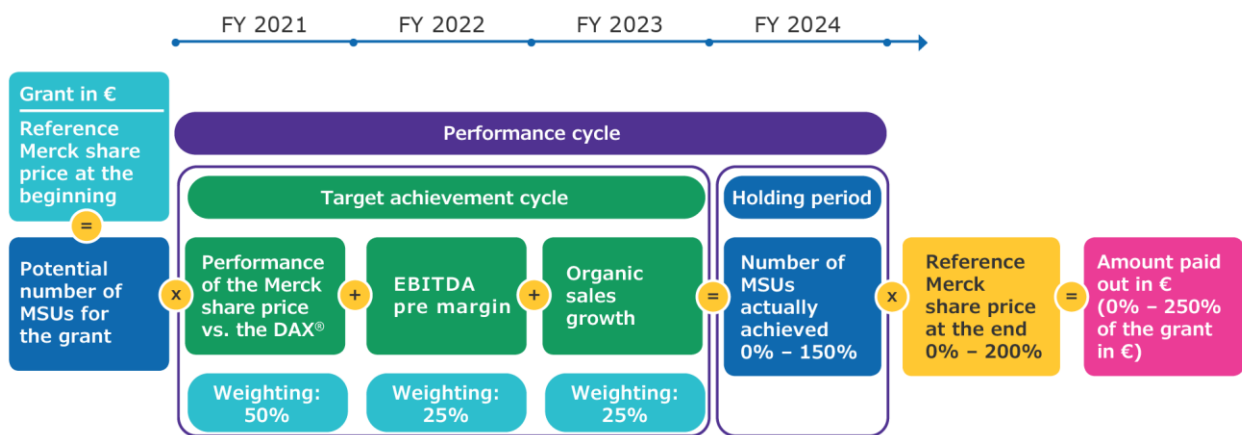 FY 2021
FY 2022
FY 2023
FY 2024
Grant in €
Reference
Merck share
price at the
beginning
=
Potential
number of
MSUs for
the grant
Performance cycle
Target achievement cycle
Holding period
x
Performance
of the Merck
share price
vs. the DAX®
+
EBITDA
pre margin
+
Organic
sales
growth
=
Number of
MSUs
actually
achieved
0% – 150%
x
Reference
Merck
share price
at the end
0% – 200%
=
Amount paid
out in €
(0% – 250%
of the grant
in €)
Weighting:
50%
Weighting:
25%
Weighting:
25%